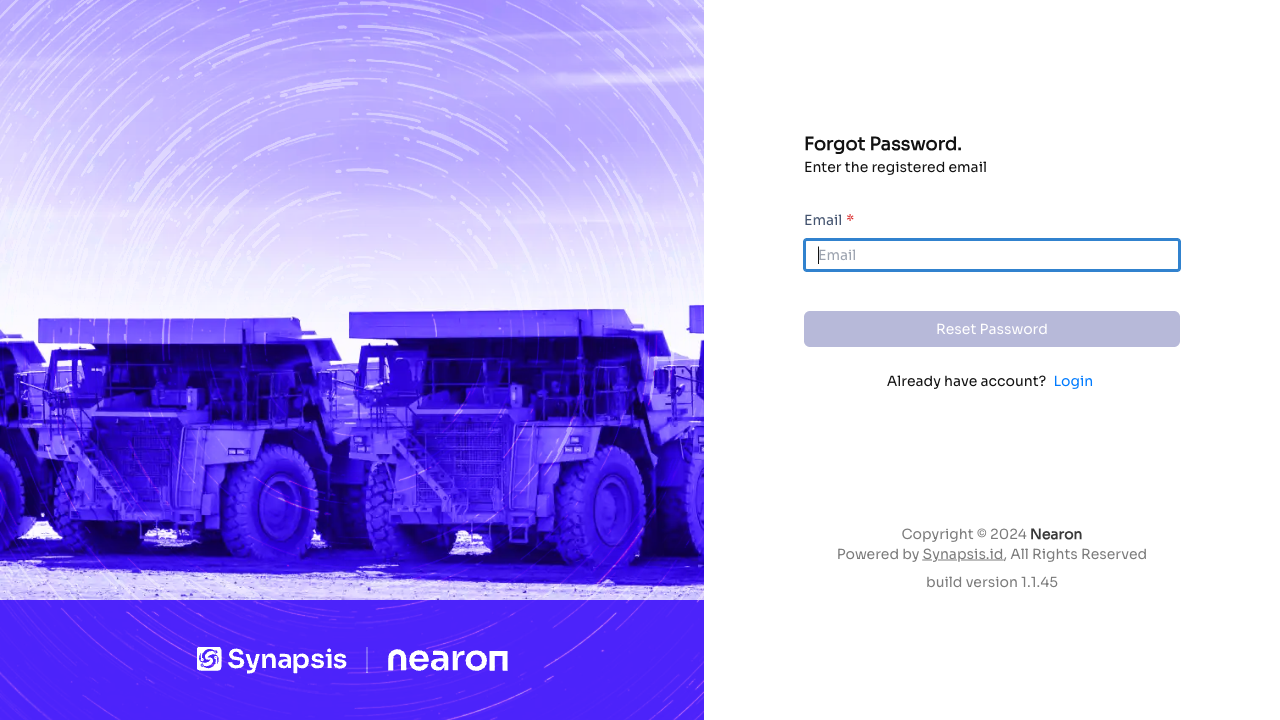 Forgot Password.
Enter the registered email
Email *
Email
Reset Password
Already have account? Login
Copyright © 2024 Nearon
Powered by Synapsis.id, All Rights Reserved
build version 1.1.45
Synapsis | nearon